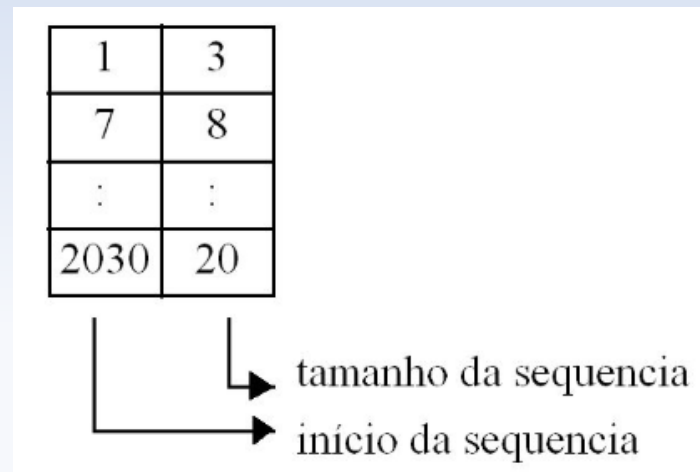 1 3
7 8
: :
2030 20
tamanho da sequencia
início da sequencia